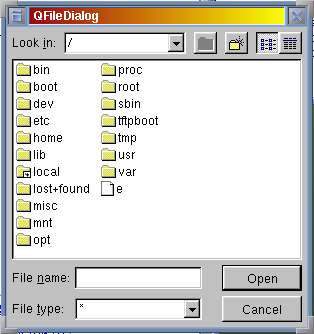 QFileDialog
Look in: /
bin
boot
dev
etc
home
lib
local
lost+found
misc
mnt
opt
proc
root
sbin
tftpboot
tmp
usr
var
e
File name:
Open
File type: *
Cancel